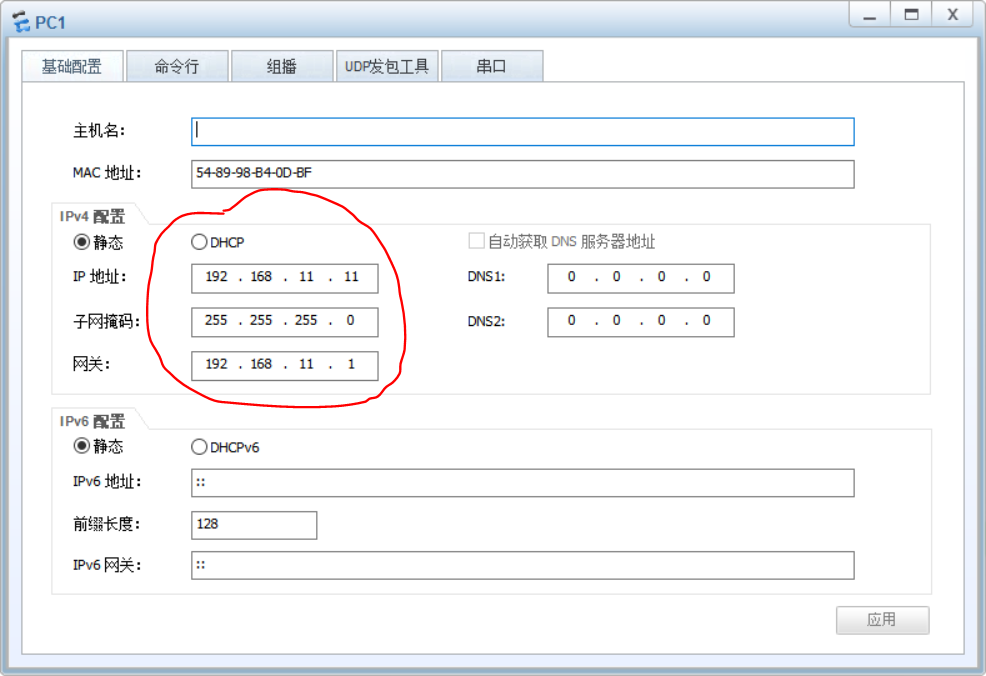 PC1
基础配置 命令行 组播 UDP发包工具 串口
主机名:
MAC 地址: 54-89-98-B4-0D-BF
IPv4 配置
静态 DHCP 自动获取 DNS 服务器地址
IP 地址: 192 . 168 . 11 . 11 DNS1: 0 . 0 . 0 . 0
子网掩码: 255 . 255 . 255 . 0 DNS2: 0 . 0 . 0 . 0
网关: 192 . 168 . 11 . 1
IPv6 配置
静态 DHCPv6
IPv6 地址: ::
前缀长度: 128
IPv6 网关: ::
应用